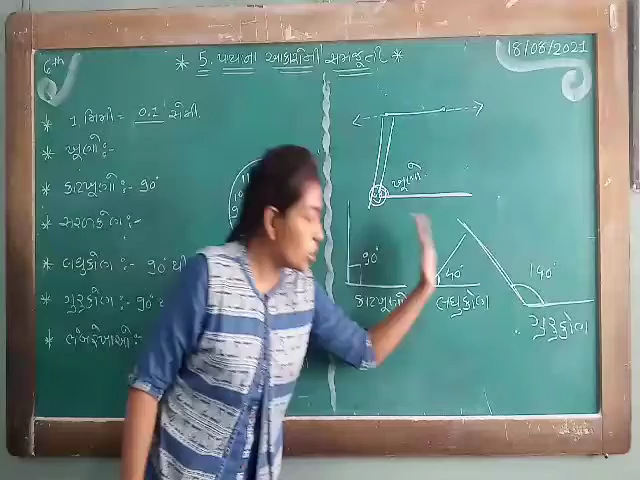 6th
* 5. પાયાના આકારોની સમજૂતી *
18/06/2021
* 1 મિમી = 0.1 સેમી.
* ખૂણો :-
* કાટખૂણો :- 90°
* સરળકોણ :-
* લઘુકોણ :- 90° થી
* ગુરુકોણ :- 90°
* લંબરેખાઓ :-
ખૂણો.
90°
કાટખૂણો
40°
લઘુકોણ
140°
ગુરુકોણ